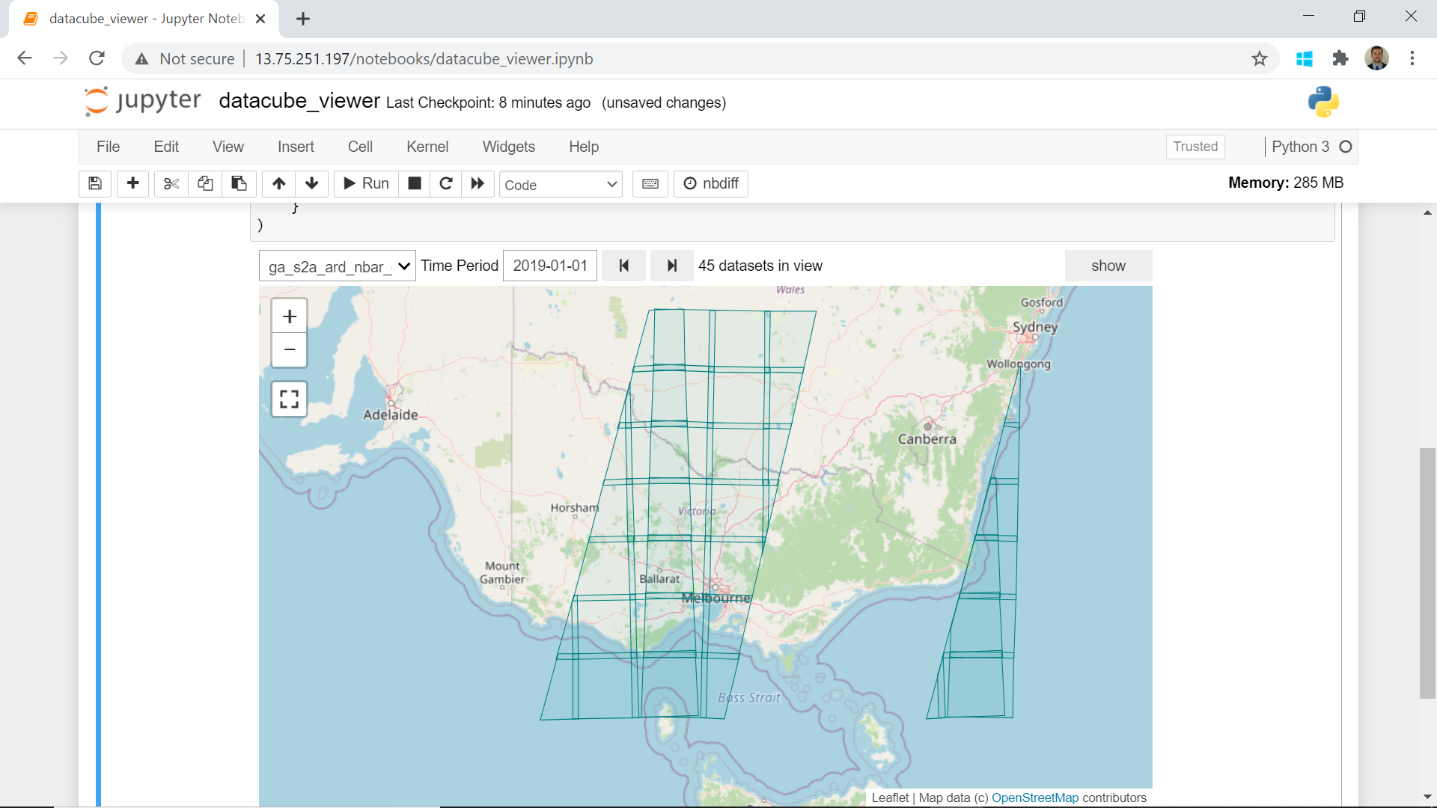 datacube_viewer - Jupyter Noteb
Not secure | 13.75.251.197/notebooks/datacube_viewer.ipynb
jupyter datacube_viewer Last Checkpoint: 8 minutes ago (unsaved changes)
File Edit View Insert Cell Kernel Widgets Help Trusted Python 3
Run Code nbdiff Memory: 285 MB
}
)
ga_s2a_ard_nbar_ Time Period 2019-01-01 45 datasets in view show
Wales
Gosford
+
Sydney
−
Wollongong
Adelaide
Canberra
Horsham
Victoria
Mount
Gambier
Ballarat
Melbourne
Bass Strait
Leaflet | Map data (c) OpenStreetMap contributors